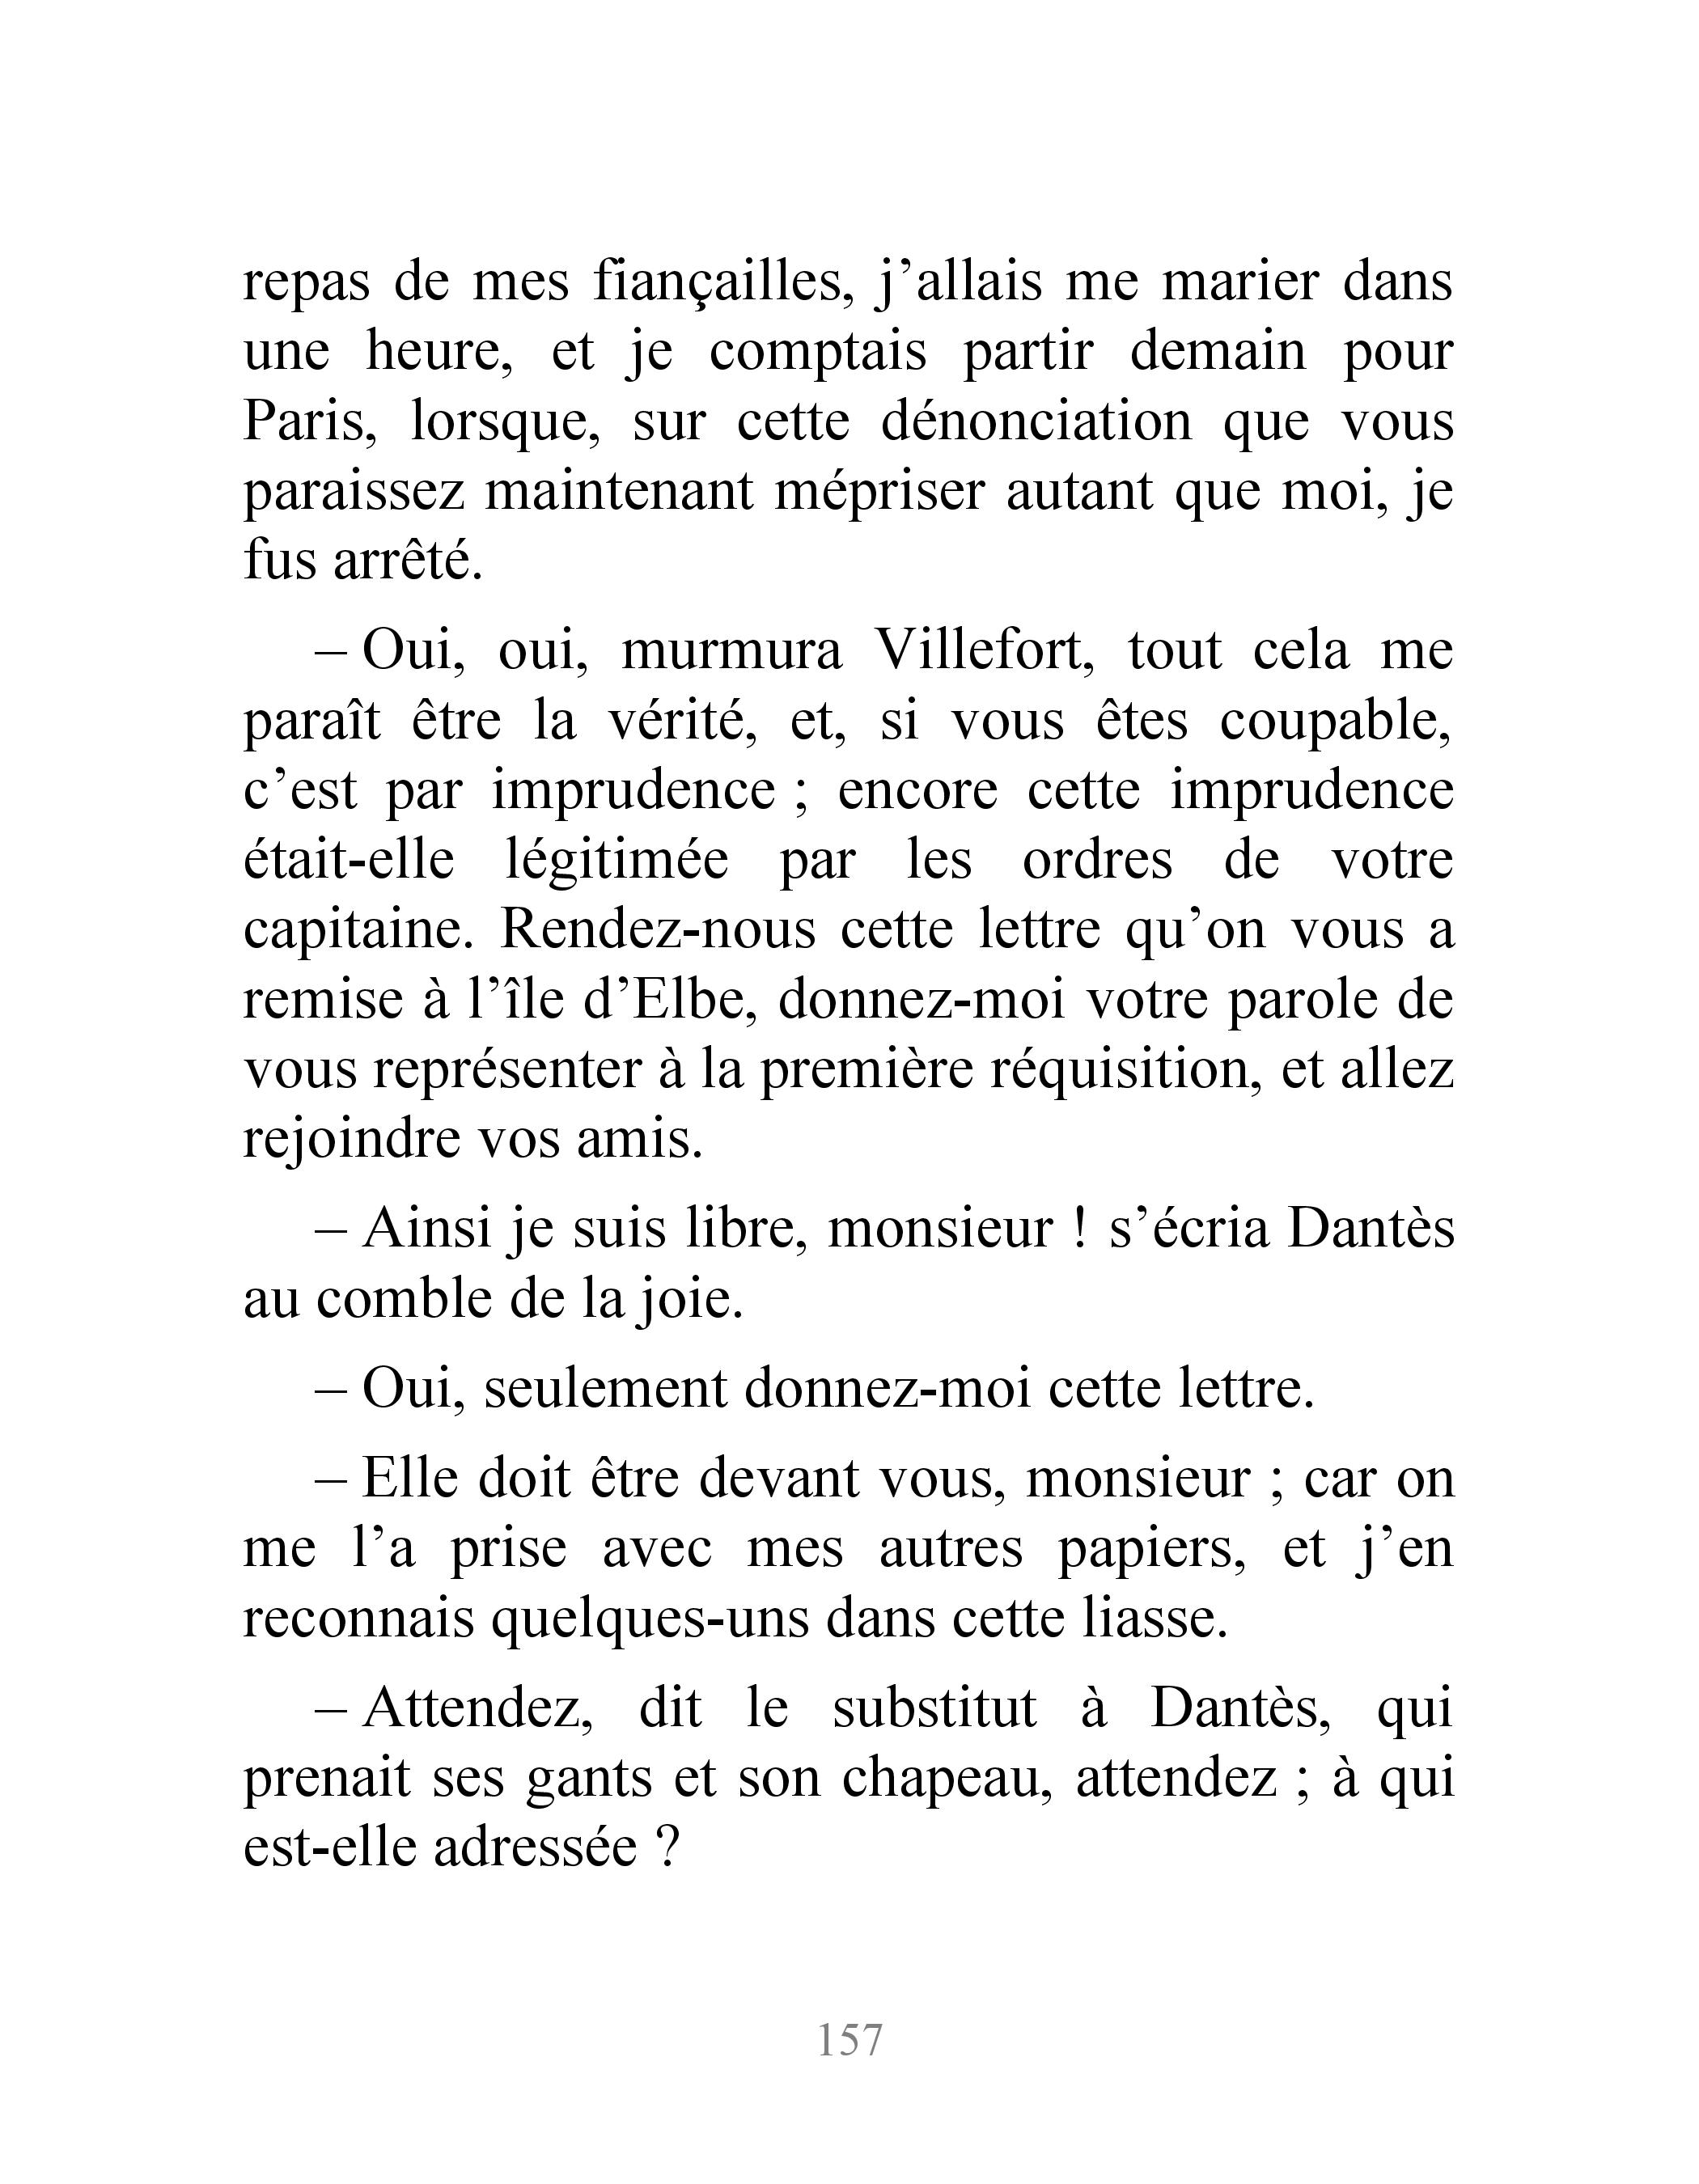 repas de mes fiançailles, j’allais me marier dans
une heure, et je comptais partir demain pour
Paris, lorsque, sur cette dénonciation que vous
paraissez maintenant mépriser autant que moi, je
fus arrêté.
– Oui, oui, murmura Villefort, tout cela me
paraît être la vérité, et, si vous êtes coupable,
c’est par imprudence ; encore cette imprudence
était-elle légitimée par les ordres de votre
capitaine. Rendez-nous cette lettre qu’on vous a
remise à l’île d’Elbe, donnez-moi votre parole de
vous représenter à la première réquisition, et allez
rejoindre vos amis.
– Ainsi je suis libre, monsieur ! s’écria Dantès
au comble de la joie.
– Oui, seulement donnez-moi cette lettre.
– Elle doit être devant vous, monsieur ; car on
me l’a prise avec mes autres papiers, et j’en
reconnais quelques-uns dans cette liasse.
– Attendez, dit le substitut à Dantès, qui
prenait ses gants et son chapeau, attendez ; à qui
est-elle adressée ?
157